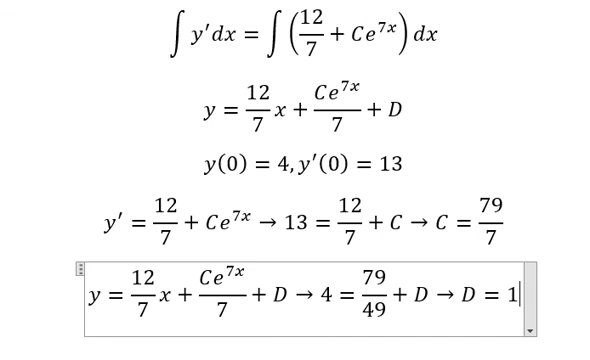 ∫ y′dx = ∫ (12/7 + Ce^{7x}) dx
y = 12/7 x + Ce^{7x}/7 + D
y(0) = 4, y′(0) = 13
y′ = 12/7 + Ce^{7x} → 13 = 12/7 + C → C = 79/7
y = 12/7 x + Ce^{7x}/7 + D → 4 = 79/49 + D → D = 1